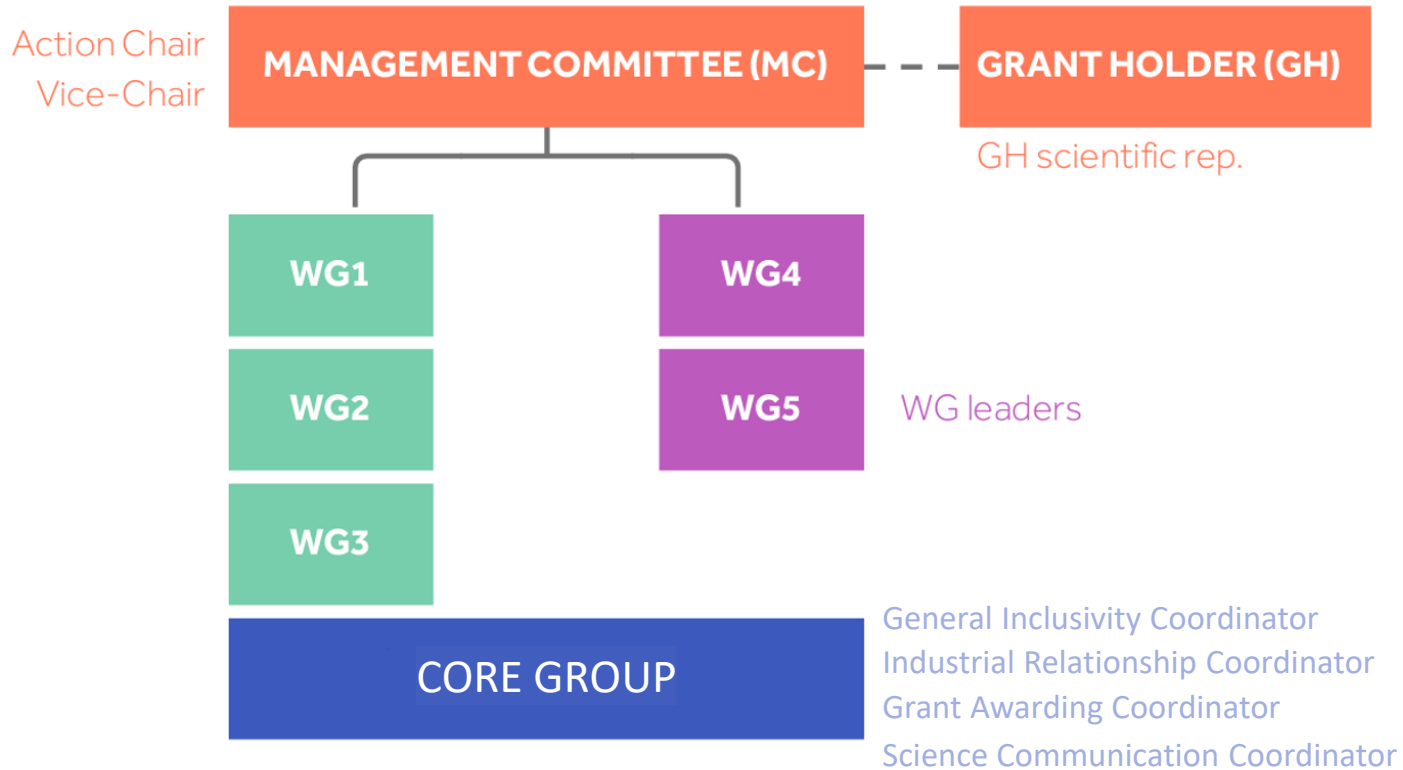 Action Chair
Vice-Chair
MANAGEMENT COMMITTEE (MC)
GRANT HOLDER (GH)
GH scientific rep.
WG1
WG4
WG2
WG5
WG leaders
WG3
CORE GROUP
General Inclusivity Coordinator
Industrial Relationship Coordinator
Grant Awarding Coordinator
Science Communication Coordinator